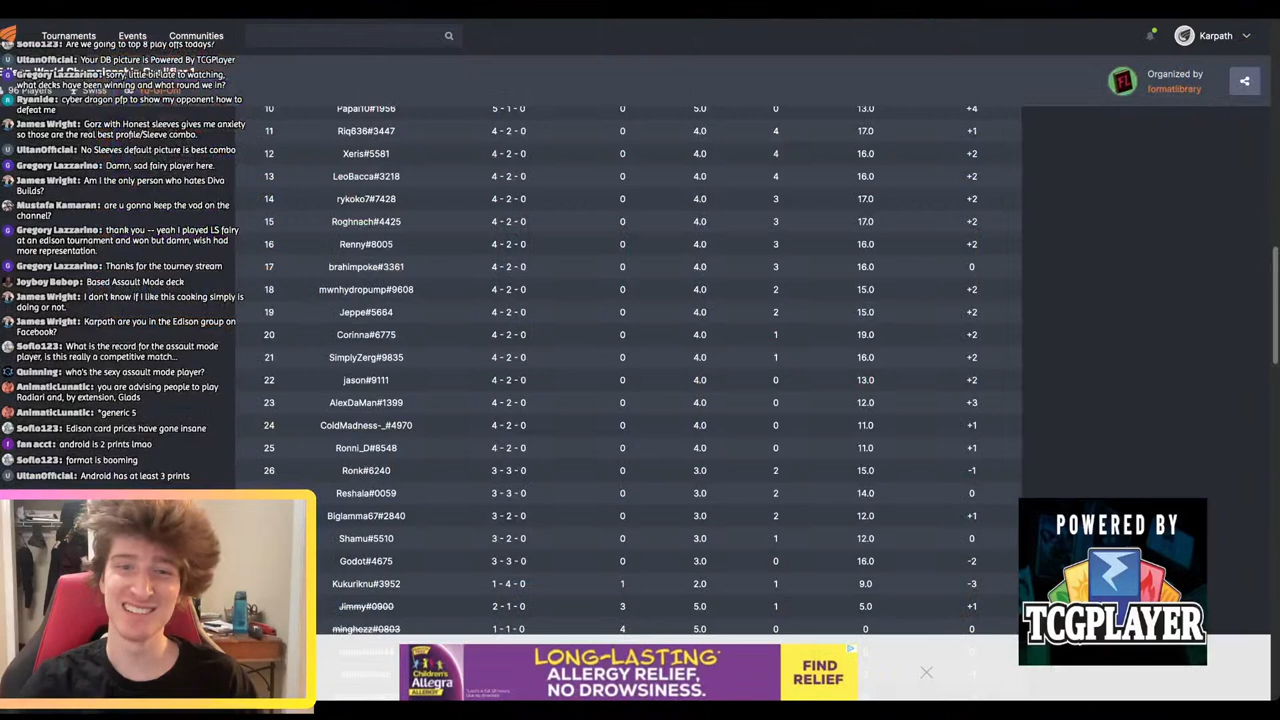 Tournaments
Events
Communities
Karpath
Organized by
formatlibrary
96 Players
Swiss
Yu-Gi-Oh!
Sofio123: Are we going to top 8 play offs todays?
UltanOfficial: Your DB picture is Powered By TCGPlayer
Gregory Lazzarino: sorry, little bit late to watching,
what decks have been winning and what round we in?
Ryanide: cyber dragon pfp to show my opponent how to
defeat me
James Wright: Gorz with Honest sleeves gives me anxiety
so those are the real best profile/Sleeve combo.
UltanOfficial: No Sleeves default picture is best combo
Gregory Lazzarino: Damn, sad fairy player here.
James Wright: Am I the only person who hates Diva
Builds?
Mustafa Kamaran: are u gonna keep the vod on the
channel?
Gregory Lazzarino: thank you -- yeah I played LS fairy
at an edison tournament and won but damn, wish had
more representation.
Gregory Lazzarino: Thanks for the tourney stream
Joyboy Bebop: Based Assault Mode deck
James Wright: I don't know if I like this cooking simply is
doing or not.
James Wright: Karpath are you in the Edison group on
Facebook?
Sofio123: What is the record for the assault mode
player, is this really a competitive match...
Quinning: who's the sexy assault mode player?
AnimaticLunatic: you are advising people to play
Radiari and, by extension, Glads
AnimaticLunatic: *generic 5
Sofio123: Edison card prices have gone insane
fan acct: android is 2 prints lmao
Sofio123: format is booming
UltanOfficial: Android has at least 3 prints
10 Papai10#1956 5 - 1 - 0 0 5.0 0 13.0 +4
11 Riq636#3447 4 - 2 - 0 0 4.0 4 17.0 +1
12 Xeris#5581 4 - 2 - 0 0 4.0 4 16.0 +2
13 LeoBacca#3218 4 - 2 - 0 0 4.0 4 16.0 +2
14 rykoko7#7428 4 - 2 - 0 0 4.0 3 17.0 +2
15 Roghnach#4425 4 - 2 - 0 0 4.0 3 17.0 +2
16 Renny#8005 4 - 2 - 0 0 4.0 3 16.0 +2
17 brahimpoke#3361 4 - 2 - 0 0 4.0 3 16.0 0
18 mwnhydropump#9608 4 - 2 - 0 0 4.0 2 15.0 +2
19 Jeppe#5664 4 - 2 - 0 0 4.0 2 15.0 +2
20 Corinna#6775 4 - 2 - 0 0 4.0 1 19.0 +2
21 SimplyZerg#9835 4 - 2 - 0 0 4.0 1 16.0 +2
22 jason#9111 4 - 2 - 0 0 4.0 0 13.0 +2
23 AlexDaMan#1399 4 - 2 - 0 0 4.0 0 12.0 +3
24 ColdMadness-_#4970 4 - 2 - 0 0 4.0 0 11.0 +1
25 Ronni_D#8548 4 - 2 - 0 0 4.0 0 11.0 +1
26 Ronk#6240 3 - 3 - 0 0 3.0 2 15.0 -1
Reshala#0059 3 - 3 - 0 0 3.0 2 14.0 0
Biglamma67#2840 3 - 2 - 0 0 3.0 2 12.0 +1
Shamu#5510 3 - 2 - 0 0 3.0 1 12.0 0
Godot#4675 3 - 3 - 0 0 3.0 0 16.0 -2
Kukuriknu#3952 1 - 4 - 0 1 2.0 1 9.0 -3
Jimmy#0900 2 - 1 - 0 3 5.0 1 5.0 +1
minghezz#0803 1 - 1 - 0 4 5.0 0 0 0
POWERED BY
TCGPLAYER
Children's
Allegra
ALLERGY
LONG-LASTING*
ALLERGY RELIEF,
NO DROWSINESS.
FIND
RELIEF